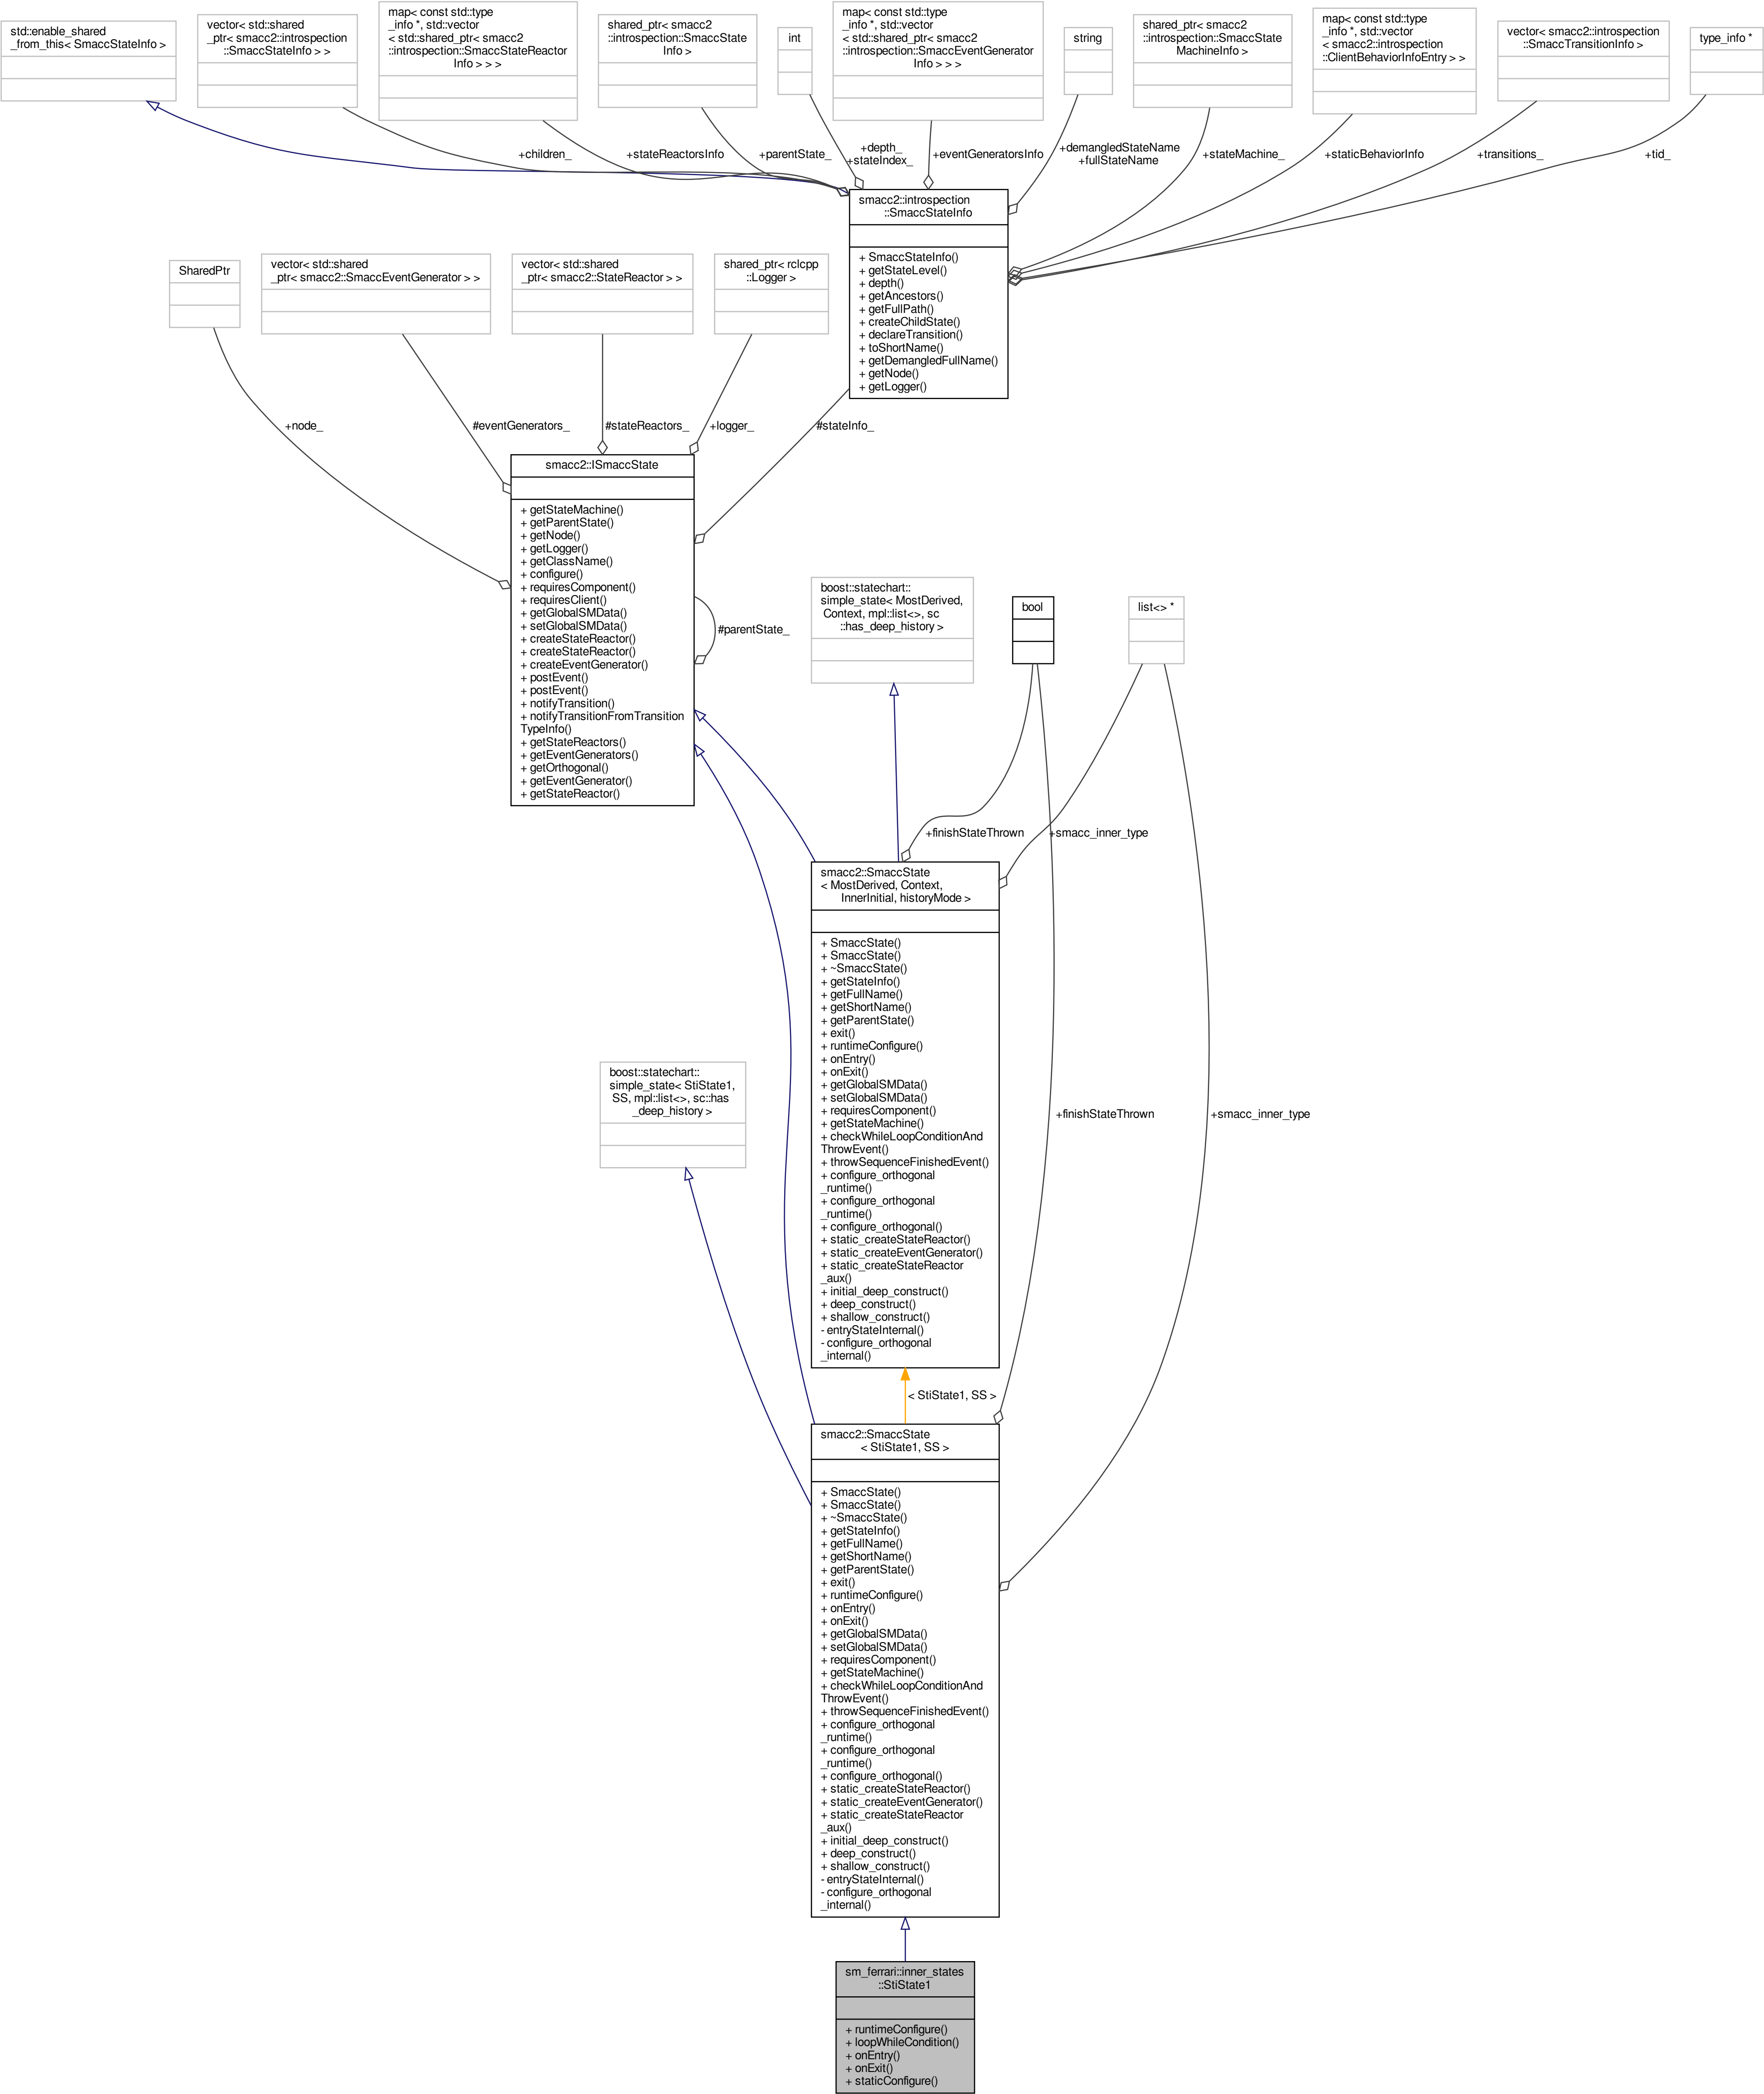 std::enable_shared
_from_this< SmaccStateInfo >
vector< std::shared
_ptr< smacc2::introspection
::SmaccStateInfo > >
map< const std::type
_info *, std::vector
< std::shared_ptr< smacc2
::introspection::SmaccStateReactor
Info > > >
shared_ptr< smacc2
::introspection::SmaccState
Info >
int
map< const std::type
_info *, std::vector
< std::shared_ptr< smacc2
::introspection::SmaccEventGenerator
Info > > >
string
shared_ptr< smacc2
::introspection::SmaccState
MachineInfo >
map< const std::type
_info *, std::vector
< smacc2::introspection
::ClientBehaviorInfoEntry > >
vector< smacc2::introspection
::SmaccTransitionInfo >
type_info *
+children_
+stateReactorsInfo
+parentState_
+depth_
+stateIndex_
+eventGeneratorsInfo
+demangledStateName
+fullStateName
+stateMachine_
+staticBehaviorInfo
+transitions_
+tid_
smacc2::introspection
::SmaccStateInfo
+ SmaccStateInfo()
+ getStateLevel()
+ depth()
+ getAncestors()
+ getFullPath()
+ createChildState()
+ declareTransition()
+ toShortName()
+ getDemangledFullName()
+ getNode()
+ getLogger()
SharedPtr
vector< std::shared
_ptr< smacc2::SmaccEventGenerator > >
vector< std::shared
_ptr< smacc2::StateReactor > >
shared_ptr< rclcpp
::Logger >
+node_
#eventGenerators_
#stateReactors_
+logger_
#stateInfo_
smacc2::ISmaccState
+ getStateMachine()
+ getParentState()
+ getNode()
+ getLogger()
+ getClassName()
+ configure()
+ requiresComponent()
+ requiresClient()
+ getGlobalSMData()
+ setGlobalSMData()
+ createStateReactor()
+ createStateReactor()
+ createEventGenerator()
+ postEvent()
+ postEvent()
+ notifyTransition()
+ notifyTransitionFromTransition
TypeInfo()
+ getStateReactors()
+ getEventGenerators()
+ getOrthogonal()
+ getEventGenerator()
+ getStateReactor()
#parentState_
boost::statechart::
simple_state< MostDerived,
Context, mpl::list<>, sc
::has_deep_history >
bool
list<> *
+finishStateThrown
+smacc_inner_type
smacc2::SmaccState
< MostDerived, Context,
InnerInitial, historyMode >
+ SmaccState()
+ SmaccState()
+ ~SmaccState()
+ getStateInfo()
+ getFullName()
+ getShortName()
+ getParentState()
+ exit()
+ runtimeConfigure()
+ onEntry()
+ onExit()
+ getGlobalSMData()
+ setGlobalSMData()
+ requiresComponent()
+ getStateMachine()
+ checkWhileLoopConditionAnd
ThrowEvent()
+ throwSequenceFinishedEvent()
+ configure_orthogonal
_runtime()
+ configure_orthogonal
_runtime()
+ configure_orthogonal()
+ static_createStateReactor()
+ static_createEventGenerator()
+ static_createStateReactor
_aux()
+ initial_deep_construct()
+ deep_construct()
+ shallow_construct()
- entryStateInternal()
- configure_orthogonal
_internal()
boost::statechart::
simple_state< StiState1,
SS, mpl::list<>, sc::has
_deep_history >
+finishStateThrown
+smacc_inner_type
< StiState1, SS >
smacc2::SmaccState
< StiState1, SS >
+ SmaccState()
+ SmaccState()
+ ~SmaccState()
+ getStateInfo()
+ getFullName()
+ getShortName()
+ getParentState()
+ exit()
+ runtimeConfigure()
+ onEntry()
+ onExit()
+ getGlobalSMData()
+ setGlobalSMData()
+ requiresComponent()
+ getStateMachine()
+ checkWhileLoopConditionAnd
ThrowEvent()
+ throwSequenceFinishedEvent()
+ configure_orthogonal
_runtime()
+ configure_orthogonal
_runtime()
+ configure_orthogonal()
+ static_createStateReactor()
+ static_createEventGenerator()
+ static_createStateReactor
_aux()
+ initial_deep_construct()
+ deep_construct()
+ shallow_construct()
- entryStateInternal()
- configure_orthogonal
_internal()
sm_ferrari::inner_states
::StiState1
+ runtimeConfigure()
+ loopWhileCondition()
+ onEntry()
+ onExit()
+ staticConfigure()